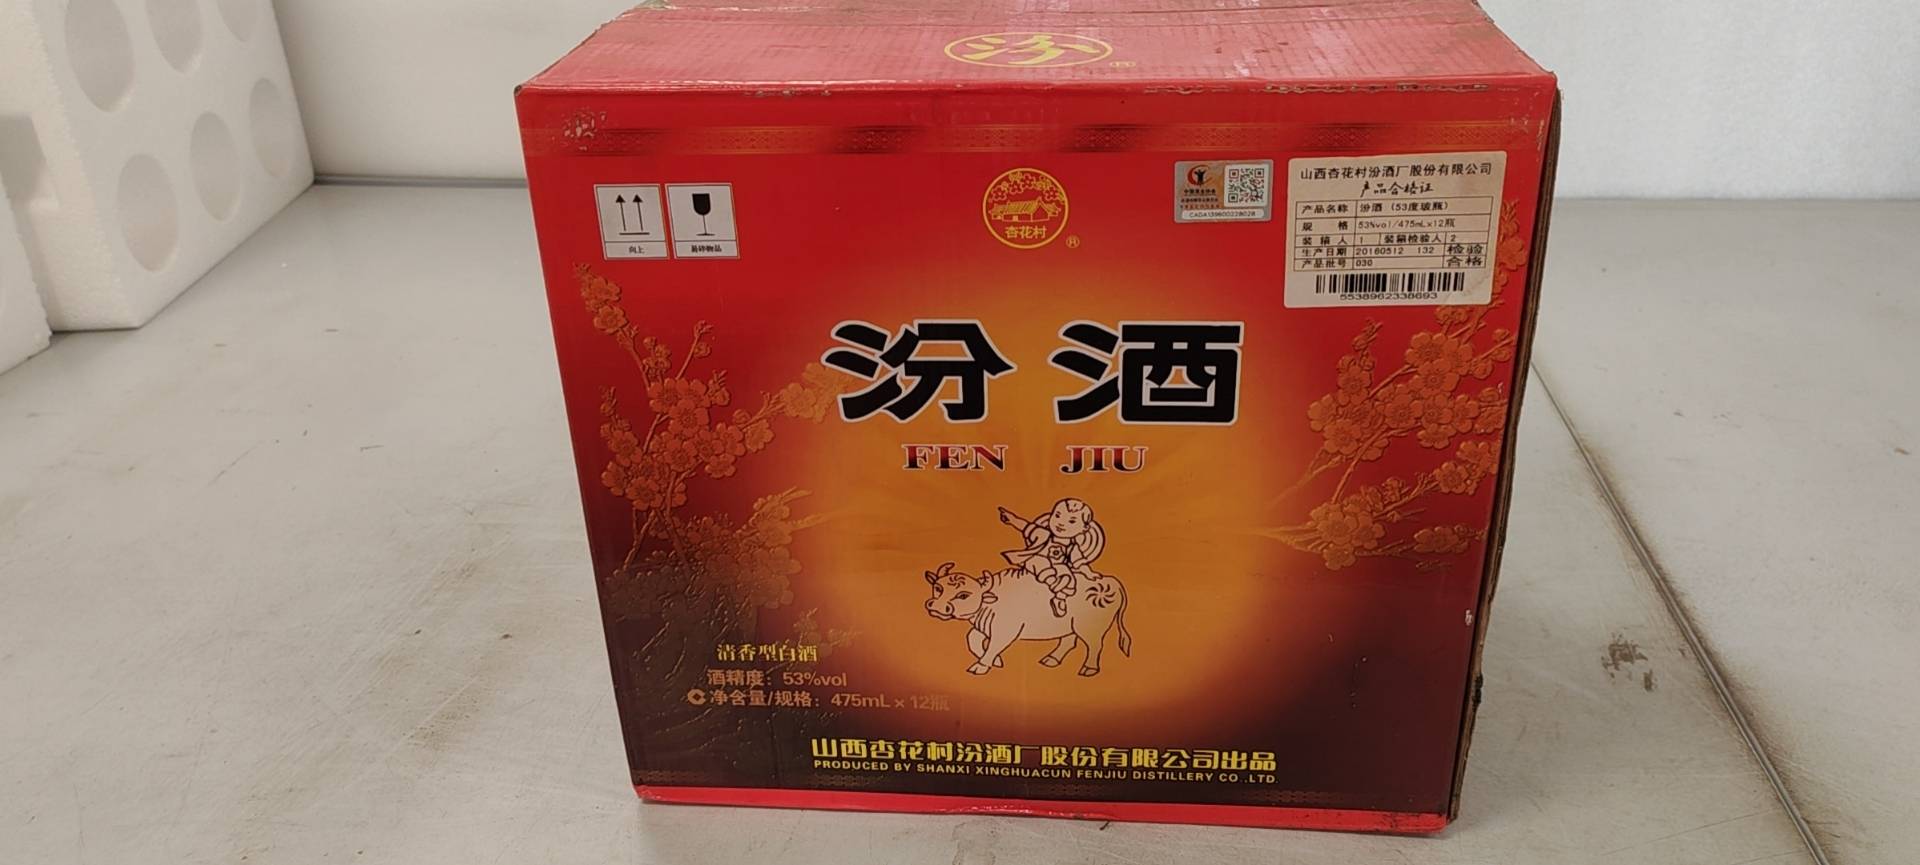 汾®
向上
易碎物品
杏花村
®
CADA139600228028
山西杏花村汾酒厂股份有限公司
产品合格证
产品名称 汾酒（53度玻瓶）
规 格 53%vol/475mL×12瓶
装箱人 1 装箱检验人 2
生产日期 20160512 132 检验
产品批号 030 合格
5538962338693
汾酒
FEN JIU
清香型白酒
酒精度：53%vol
净含量/规格：475mL×12瓶
山西杏花村汾酒厂股份有限公司出品
PRODUCED BY SHANXI XINGHUACUN FENJIU DISTILLERY CO.,LTD.